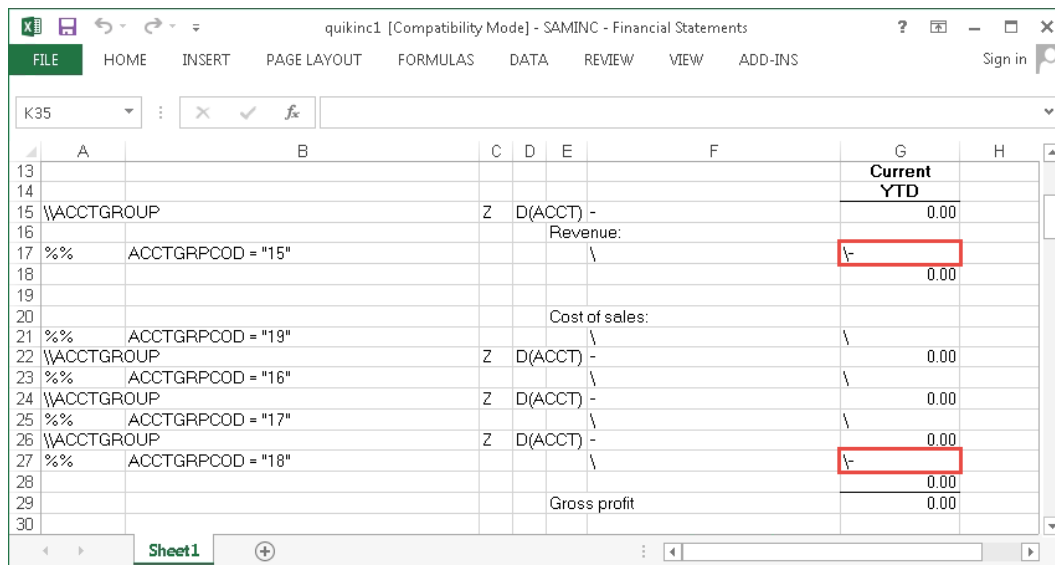 quikinc1 [Compatibility Mode] - SAMINC - Financial Statements ?
FILE HOME INSERT PAGE LAYOUT FORMULAS DATA REVIEW VIEW ADD-INS Sign in
K35 fx
A B C D E F G H
13 Current
14 YTD
15 \\ACCTGROUP Z D(ACCT) - 0.00
16 Revenue:
17 %% ACCTGRPCOD = "15" \ \-
18 0.00
19
20 Cost of sales:
21 %% ACCTGRPCOD = "19" \ \
22 \\ACCTGROUP Z D(ACCT) - 0.00
23 %% ACCTGRPCOD = "16" \ \
24 \\ACCTGROUP Z D(ACCT) - 0.00
25 %% ACCTGRPCOD = "17" \ \
26 \\ACCTGROUP Z D(ACCT) - 0.00
27 %% ACCTGRPCOD = "18" \ \-
28 0.00
29 Gross profit 0.00
30
Sheet1